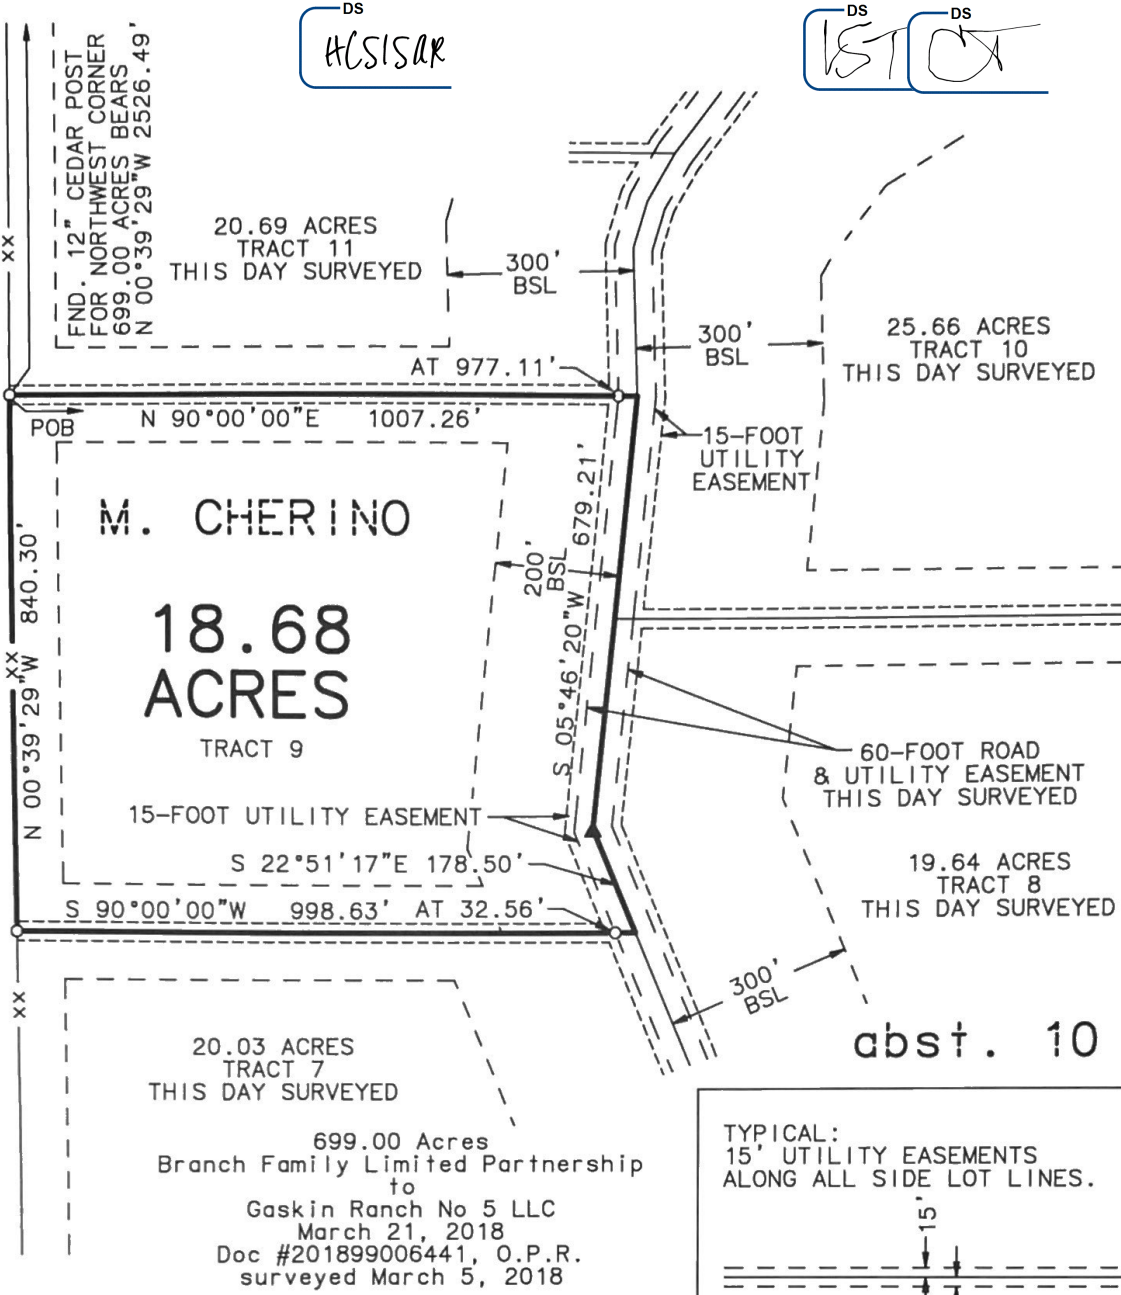 DS
HCSISAR
DS
DS
FND. 12" CEDAR POST
FOR NORTHWEST CORNER
699.00 ACRES BEARS
N 00°39'29"W 2526.49'
XX
20.69 ACRES
TRACT 11
THIS DAY SURVEYED
300'
BSL
300'
BSL
25.66 ACRES
TRACT 10
THIS DAY SURVEYED
AT 977.11'
POB
N 90°00'00"E 1007.26'
15-FOOT
UTILITY
EASEMENT
M. CHERINO
18.68
ACRES
TRACT 9
N 00°39'29"W 840.30'
XX
200'
BSL
S 05°46'20"W 679.21'
60-FOOT ROAD
& UTILITY EASEMENT
THIS DAY SURVEYED
15-FOOT UTILITY EASEMENT
S 22°51'17"E 178.50'
S 90°00'00"W 998.63' AT 32.56'
19.64 ACRES
TRACT 8
THIS DAY SURVEYED
300'
BSL
XX
abst. 10
20.03 ACRES
TRACT 7
THIS DAY SURVEYED
699.00 Acres
Branch Family Limited Partnership
to
Gaskin Ranch No 5 LLC
March 21, 2018
Doc #201899006441, O.P.R.
surveyed March 5, 2018
TYPICAL:
15' UTILITY EASEMENTS
ALONG ALL SIDE LOT LINES.
15'